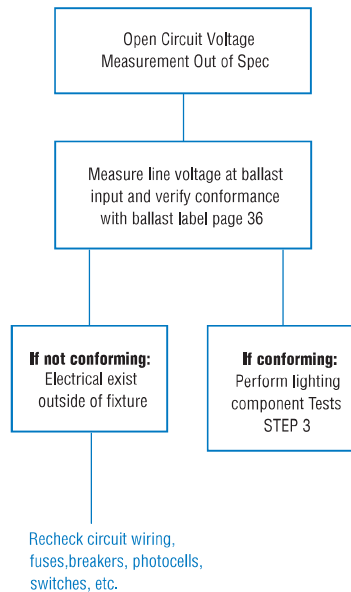 Open Circuit Voltage
Measurement Out of Spec
Measure line voltage at ballast
input and verify conformance
with ballast label page 36
If not conforming:
Electrical exist
outside of fixture
If conforming:
Perform lighting
component Tests
STEP 3
Recheck circuit wiring,
fuses,breakers, photocells,
switches, etc.